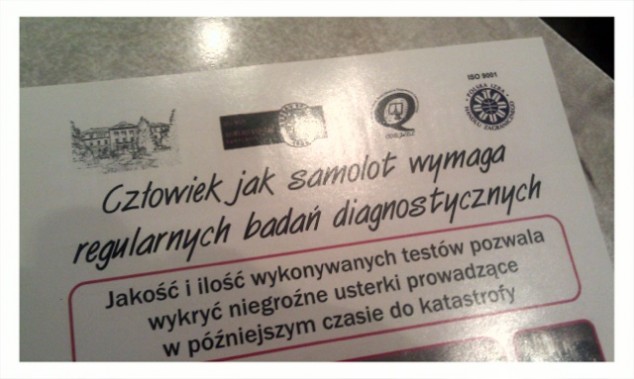 ISO 9001
Człowiek jak samolot wymaga
regularnych badań diagnostycznych
Jakość i ilość wykonywanych testów pozwala
wykryć niegroźne usterki prowadzące
w późniejszym czasie do katastrofy